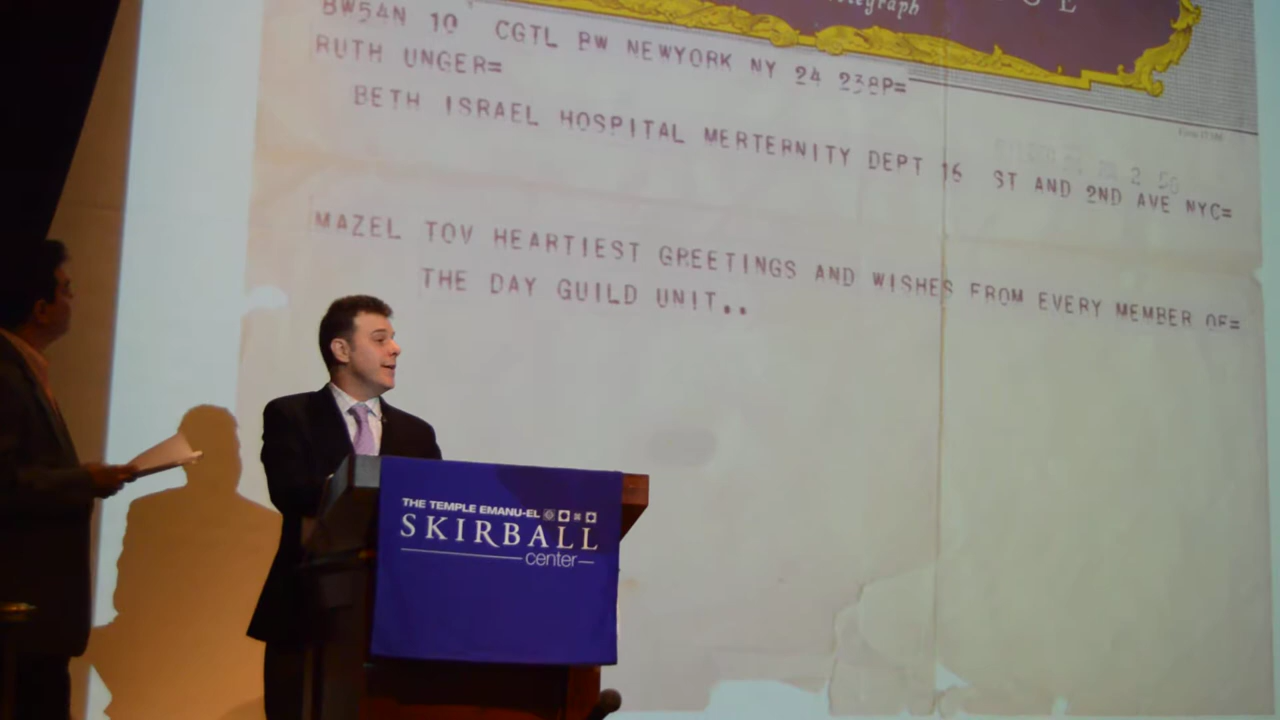 BW54N 10 CGTL BW NEWYORK NY 24 238P=
RUTH UNGER=
BETH ISRAEL HOSPITAL MERTERNITY DEPT 16 ST AND 2ND AVE NYC=
MAZEL TOV HEARTIEST GREETINGS AND WISHES FROM EVERY MEMBER OF=
THE DAY GUILD UNIT..
THE TEMPLE EMANU-EL
SKIRBALL
center